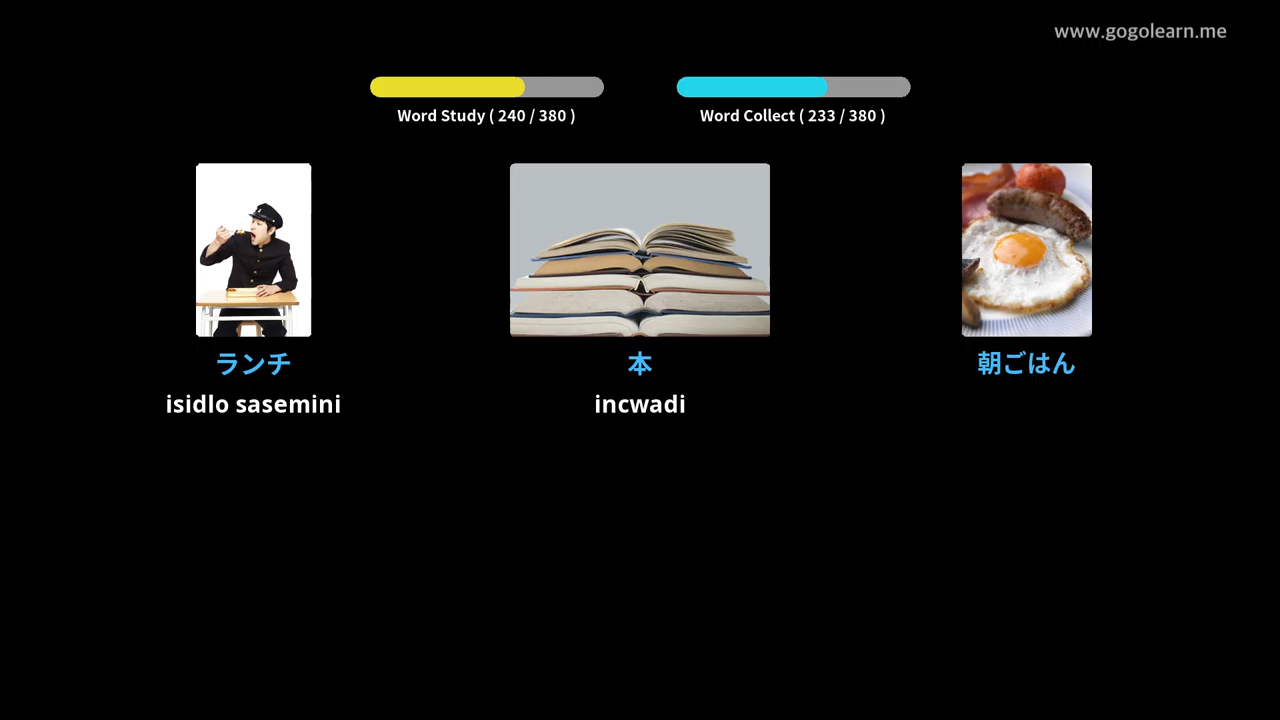 www.gogolearn.me
Word Study ( 240 / 380 )
Word Collect ( 233 / 380 )
ランチ
本
朝ごはん
isidlo sasemini
incwadi